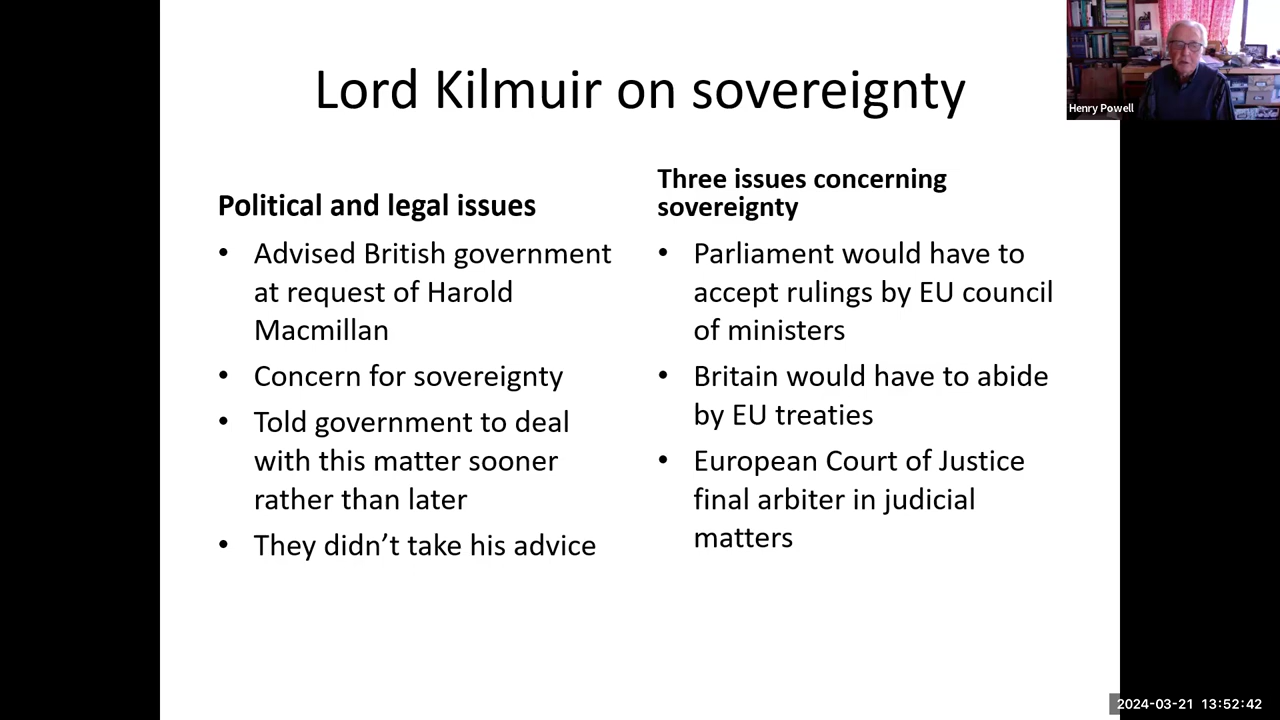 Lord Kilmuir on sovereignty
Henry Powell
Political and legal issues
• Advised British government
at request of Harold
Macmillan
• Concern for sovereignty
• Told government to deal
with this matter sooner
rather than later
• They didn’t take his advice
Three issues concerning
sovereignty
• Parliament would have to
accept rulings by EU council
of ministers
• Britain would have to abide
by EU treaties
• European Court of Justice
final arbiter in judicial
matters
2024-03-21 13:52:42